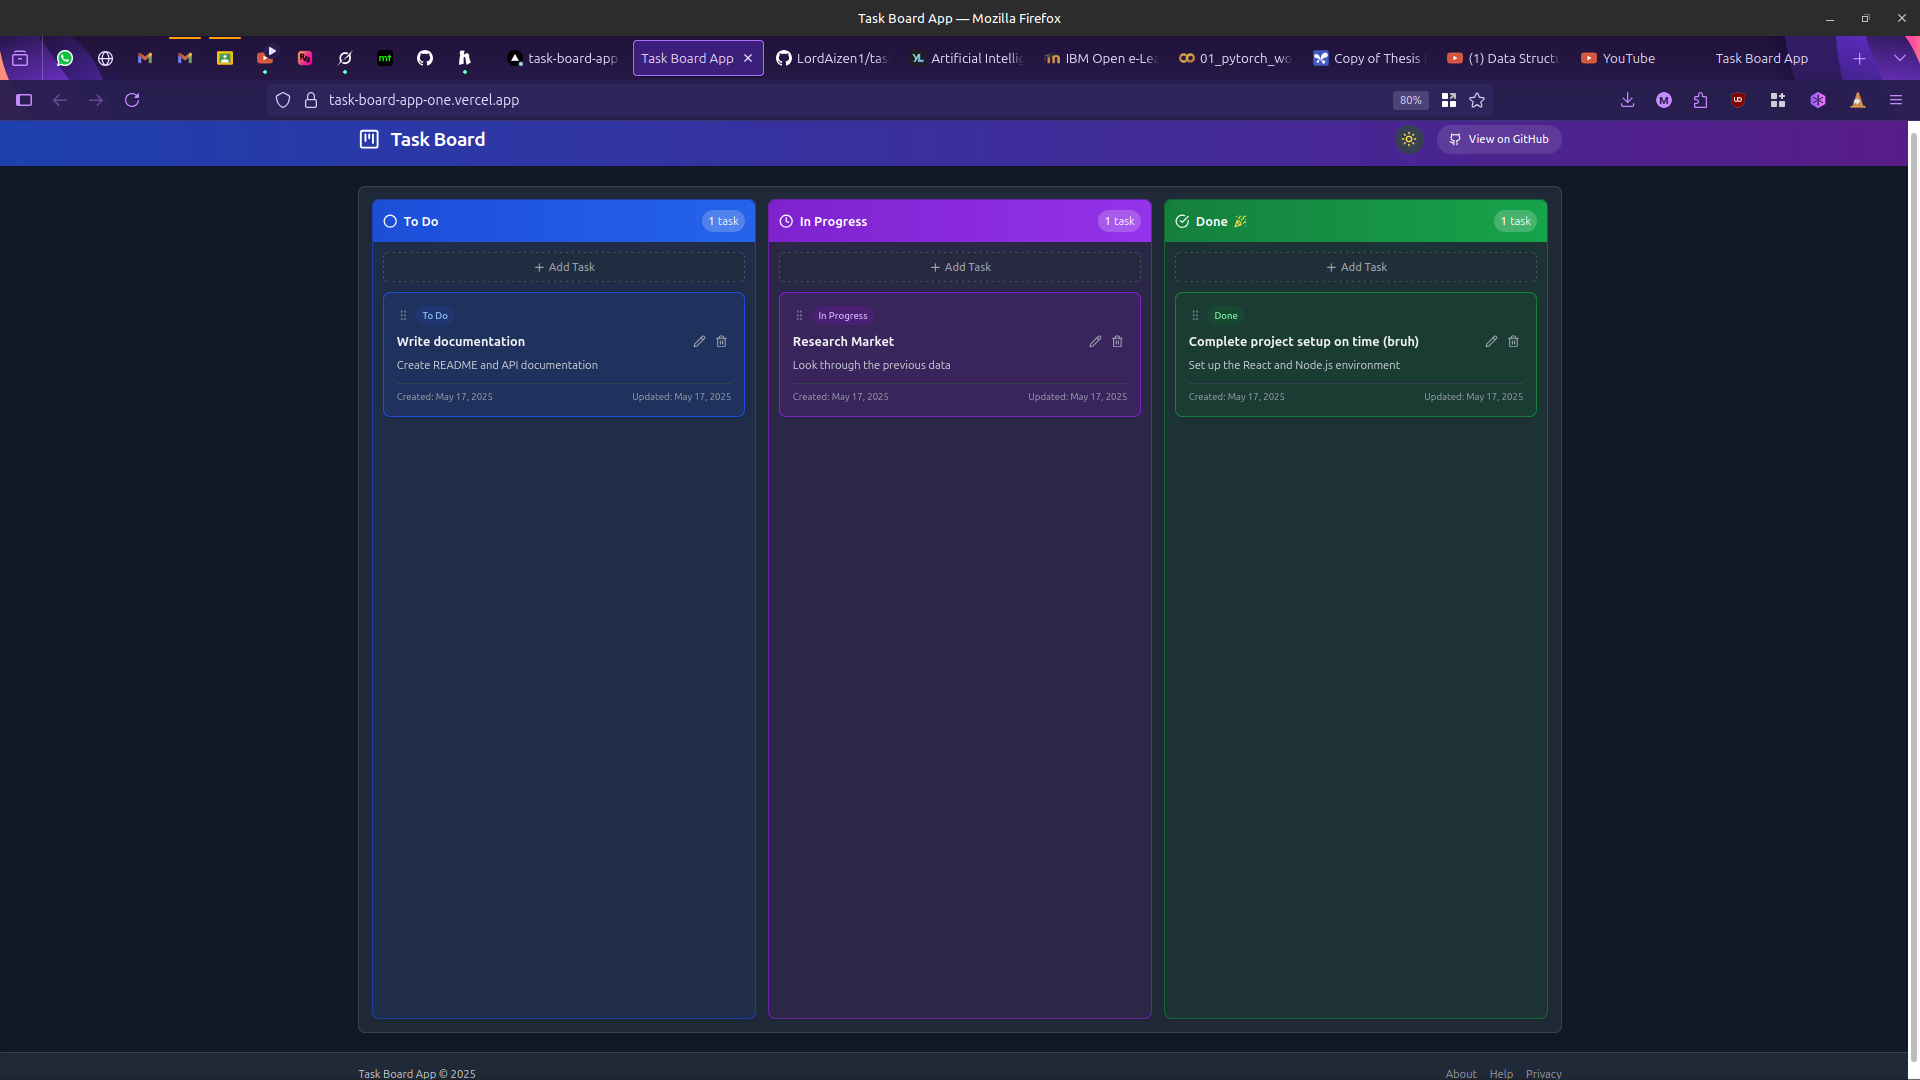 Task Board App — Mozilla Firefox
mt
task-board-app
Task Board App
LordAizen1/tas
Artificial Intellig
IBM Open e-Lea
01_pytorch_wo
Copy of Thesis
(1) Data Structu
YouTube
Task Board App
task-board-app-one.vercel.app
80%
M
Task Board
View on GitHub
To Do
1 task
In Progress
1 task
Done 🎉
1 task
+ Add Task
+ Add Task
+ Add Task
To Do
Write documentation
Create README and API documentation
Created: May 17, 2025
Updated: May 17, 2025
In Progress
Research Market
Look through the previous data
Created: May 17, 2025
Updated: May 17, 2025
Done
Complete project setup on time (bruh)
Set up the React and Node.js environment
Created: May 17, 2025
Updated: May 17, 2025
Task Board App © 2025
About
Help
Privacy